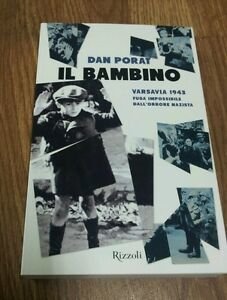 DAN PORAT
IL BAMBINO
VARSAVIA 1943
FUGA IMPOSSIBILE
DALL'ORRORE NAZISTA
Rizzoli